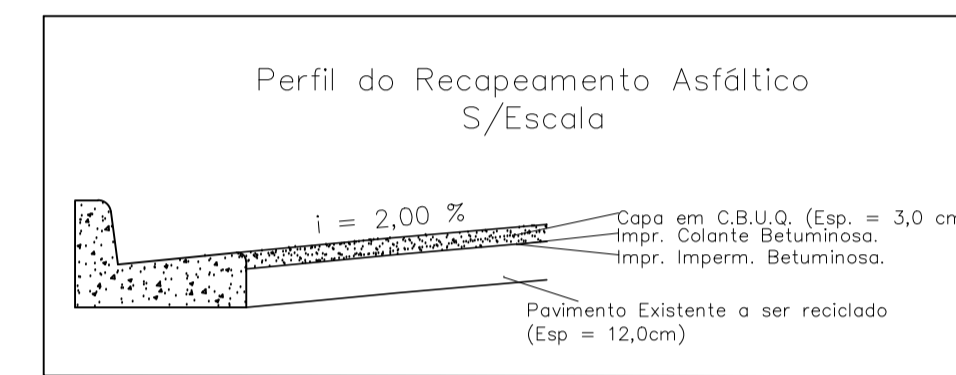 Perfil do Recapeamento Asfáltico
S/Escala
i = 2,00 %
Capa em C.B.U.Q. (Esp. = 3,0 cm
Impr. Colante Betuminosa.
Impr. Imperm. Betuminosa.
Pavimento Existente a ser reciclado
(Esp = 12,0cm)